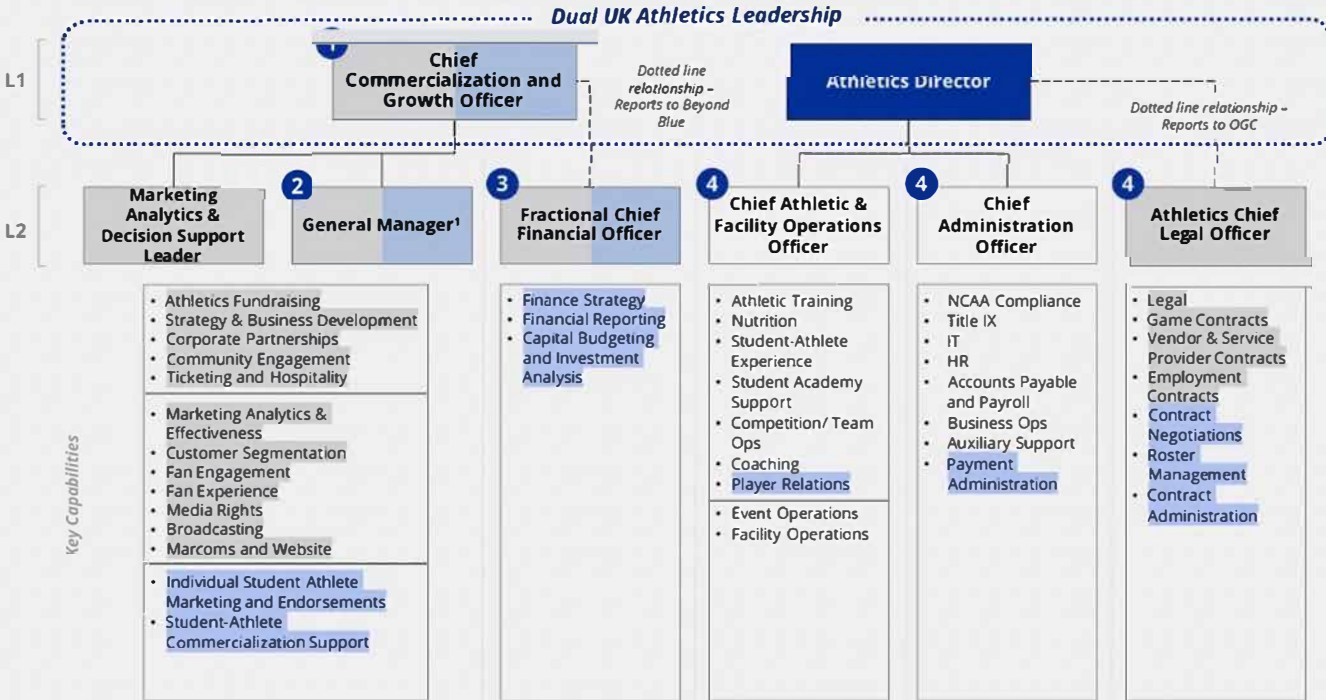 Dual UK Athletics Leadership
L1
1
Chief
Commercialization and
Growth Officer
Dotted line
relationship –
Reports to Beyond
Blue
Athletics Director
Dotted line relationship –
Reports to OGC
L2
Marketing
Analytics &
Decision Support
Leader
2
General Manager¹
3
Fractional Chief
Financial Officer
4
Chief Athletic &
Facility Operations
Officer
4
Chief
Administration
Officer
4
Athletics Chief
Legal Officer
Key Capabilities
• Athletics Fundraising
• Strategy & Business Development
• Corporate Partnerships
• Community Engagement
• Ticketing and Hospitality
• Marketing Analytics &
Effectiveness
• Customer Segmentation
• Fan Engagement
• Fan Experience
• Media Rights
• Broadcasting
• Marcoms and Website
• Individual Student Athlete
Marketing and Endorsements
• Student-Athlete
Commercialization Support
• Finance Strategy
• Financial Reporting
• Capital Budgeting
and Investment
Analysis
• Athletic Training
• Nutrition
• Student-Athlete
Experience
• Student Academy
Support
• Competition/ Team
Ops
• Coaching
• Player Relations
• Event Operations
• Facility Operations
• NCAA Compliance
• Title IX
• IT
• HR
• Accounts Payable
and Payroll
• Business Ops
• Auxiliary Support
• Payment
Administration
• Legal
• Game Contracts
• Vendor & Service
Provider Contracts
• Employment
Contracts
• Contract
Negotiations
• Roster
Management
• Contract
Administration